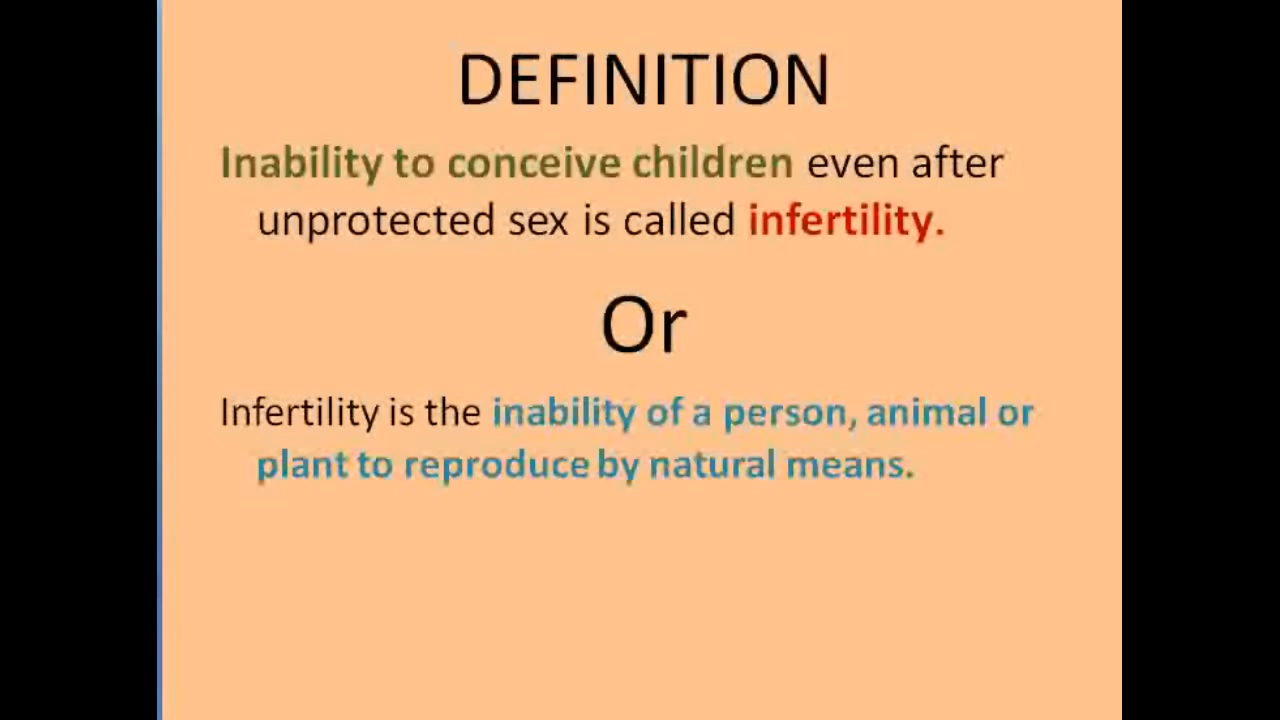 DEFINITION
Inability to conceive children even after
unprotected sex is called infertility.
Or
Infertility is the inability of a person, animal or
plant to reproduce by natural means.